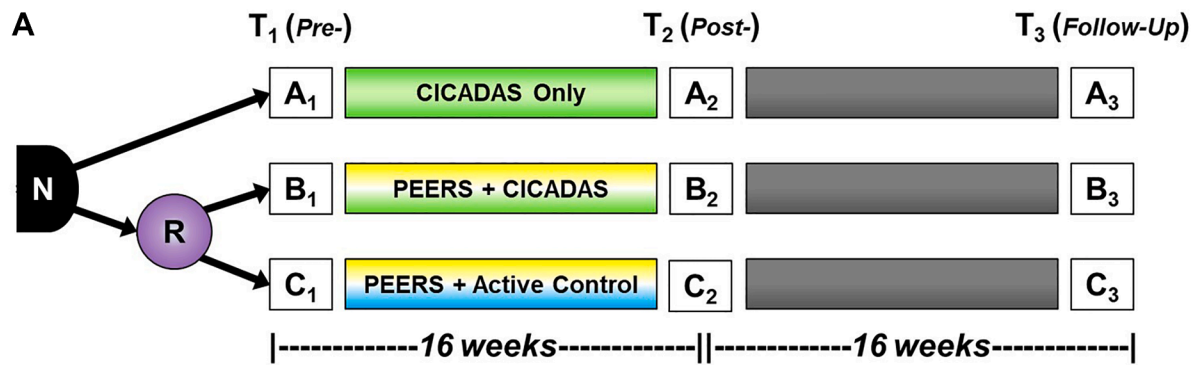 A
T1 (Pre-) T2 (Post-) T3 (Follow-Up)
A1 CICADAS Only A2 A3
N
B1 PEERS + CICADAS B2 B3
R
C1 PEERS + Active Control C2 C3
|-------------16 weeks-------------||-------------16 weeks-------------|